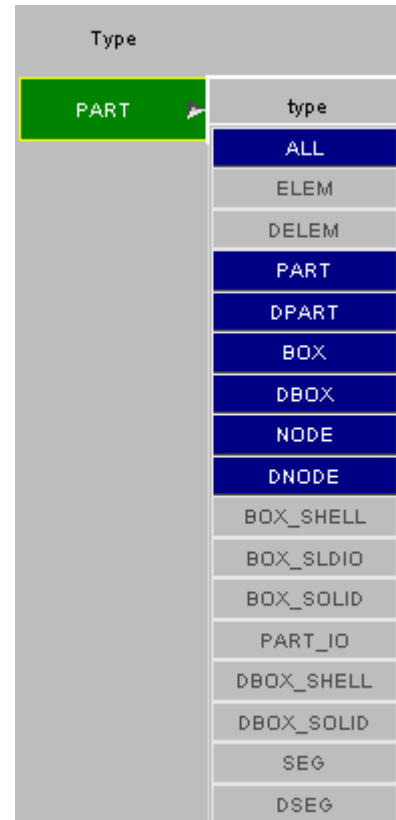 Type
PART
type
ALL
ELEM
DELEM
PART
DPART
BOX
DBOX
NODE
DNODE
BOX_SHELL
BOX_SLDIO
BOX_SOLID
PART_IO
DBOX_SHELL
DBOX_SOLID
SEG
DSEG